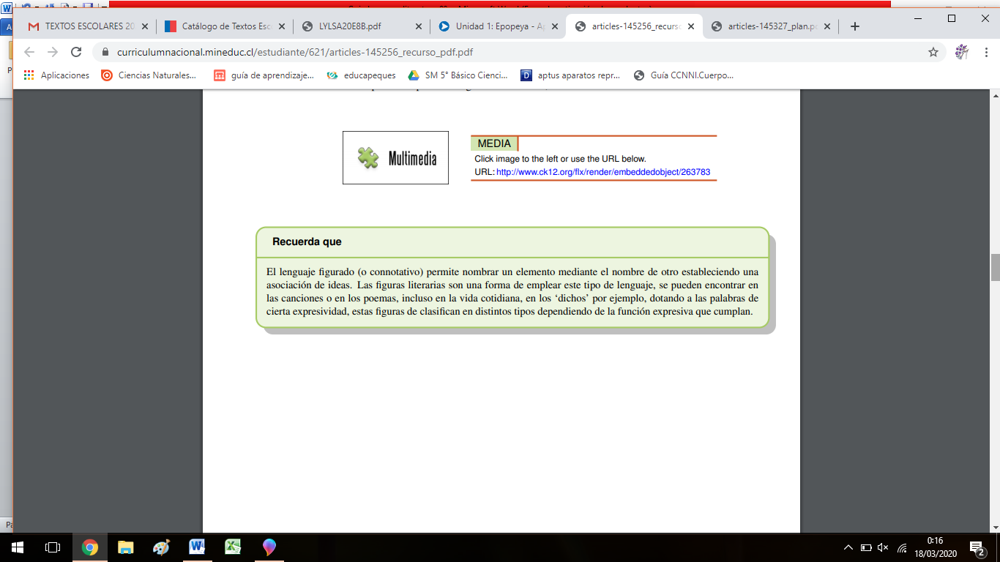 TEXTOS ESCOLARES 20
Catálogo de Textos Esc
LYLSA20E8B.pdf
Unidad 1: Epopeya - Ap
articles-145256_recurso
articles-145327_plan.p
curriculumnacional.mineduc.cl/estudiante/621/articles-145256_recurso_pdf.pdf
Aplicaciones
Ciencias Naturales...
guía de aprendizaje...
educapeques
SM 5° Básico Cienci...
aptus aparatos repr...
Guía CCNNI.Cuerpo...
Multimedia
MEDIA
Click image to the left or use the URL below.
URL: http://www.ck12.org/flx/render/embeddedobject/263783
Recuerda que
El lenguaje figurado (o connotativo) permite nombrar un elemento mediante el nombre de otro estableciendo una
asociación de ideas. Las figuras literarias son una forma de emplear este tipo de lenguaje, se pueden encontrar en
las canciones o en los poemas, incluso en la vida cotidiana, en los ‘dichos’ por ejemplo, dotando a las palabras de
cierta expresividad, estas figuras de clasifican en distintos tipos dependiendo de la función expresiva que cumplan.
0:16
18/03/2020
2